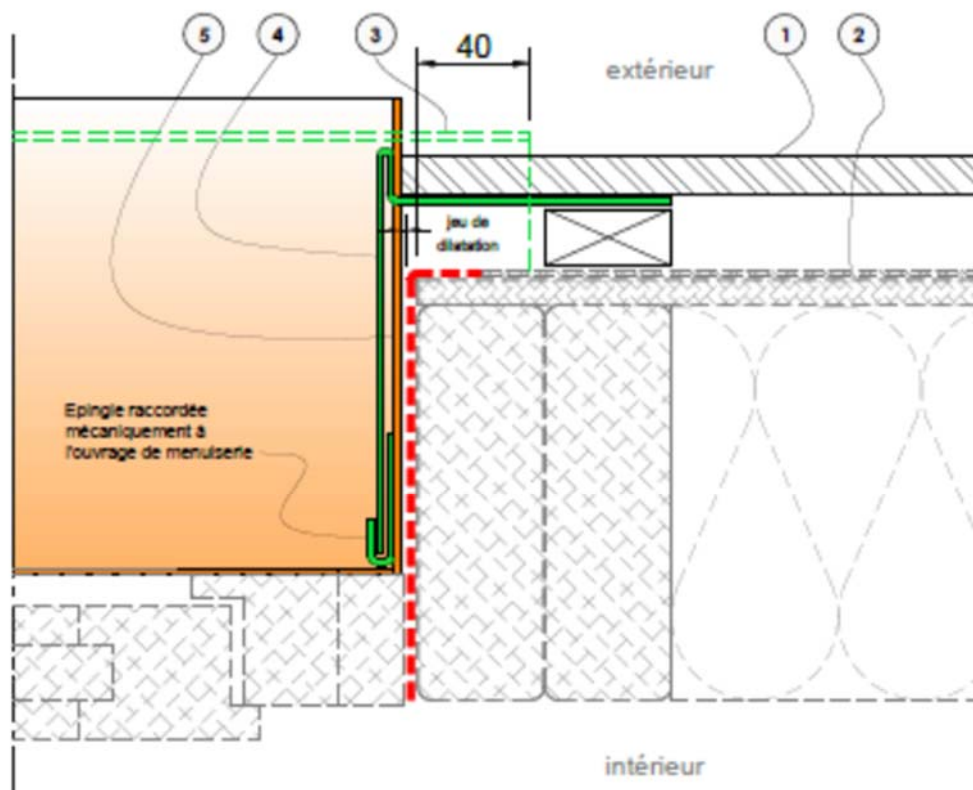 5
4
3
40
1
2
extérieur
jeu de
dilatation
Epingle raccordée
mécaniquement à
l'ouvrage de menuiserie
intérieur